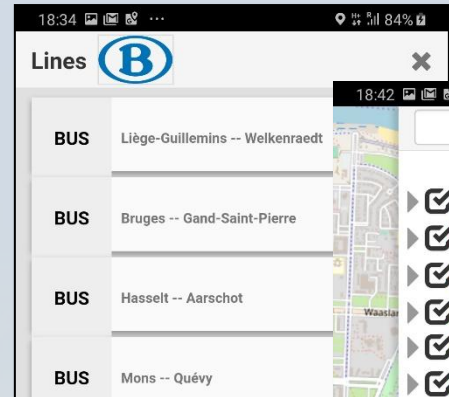 18:34 84%
Lines B
18:42
BUS Liège-Guillemins -- Welkenraedt
BUS Bruges -- Gand-Saint-Pierre
BUS Hasselt -- Aarschot
BUS Mons -- Quévy